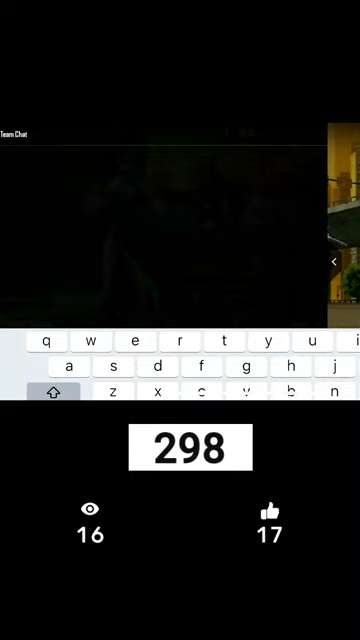 Team Chat
q w e r t y u i
a s d f g h j
z x c v b n
298
16 17